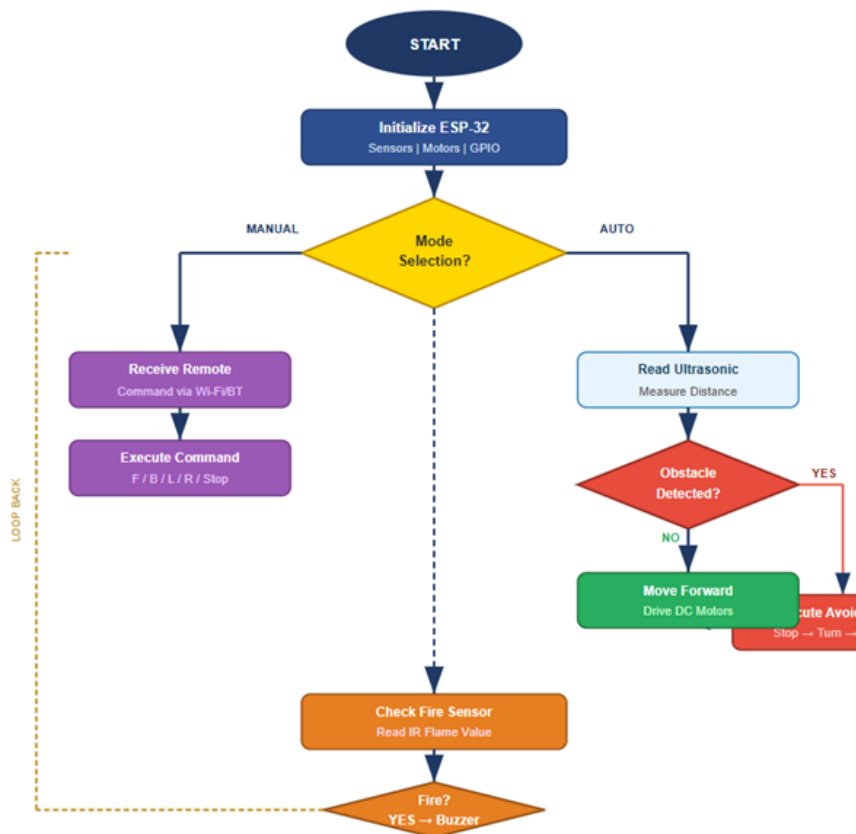 START
Initialize ESP-32
Sensors | Motors | GPIO
MANUAL
AUTO
Mode
Selection?
Receive Remote
Command via Wi-Fi/BT
Read Ultrasonic
Measure Distance
Execute Command
F / B / L / R / Stop
Obstacle
Detected?
YES
LOOP BACK
NO
Move Forward
Drive DC Motors
Stop → Turn →
Check Fire Sensor
Read IR Flame Value
Fire?
YES → Buzzer